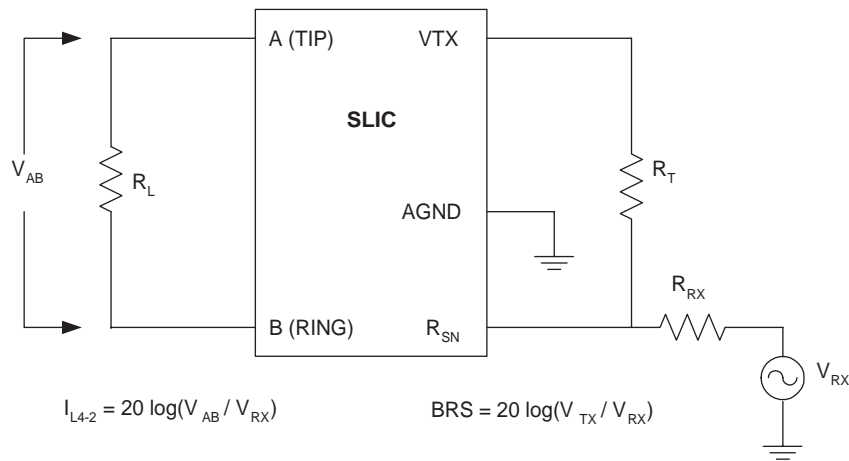 A (TIP)
VTX
SLIC
V_AB
R_L
R_T
AGND
R_RX
B (RING)
R_SN
V_RX
I_L4-2 = 20 log(V_AB / V_RX)
BRS = 20 log(V_TX / V_RX)